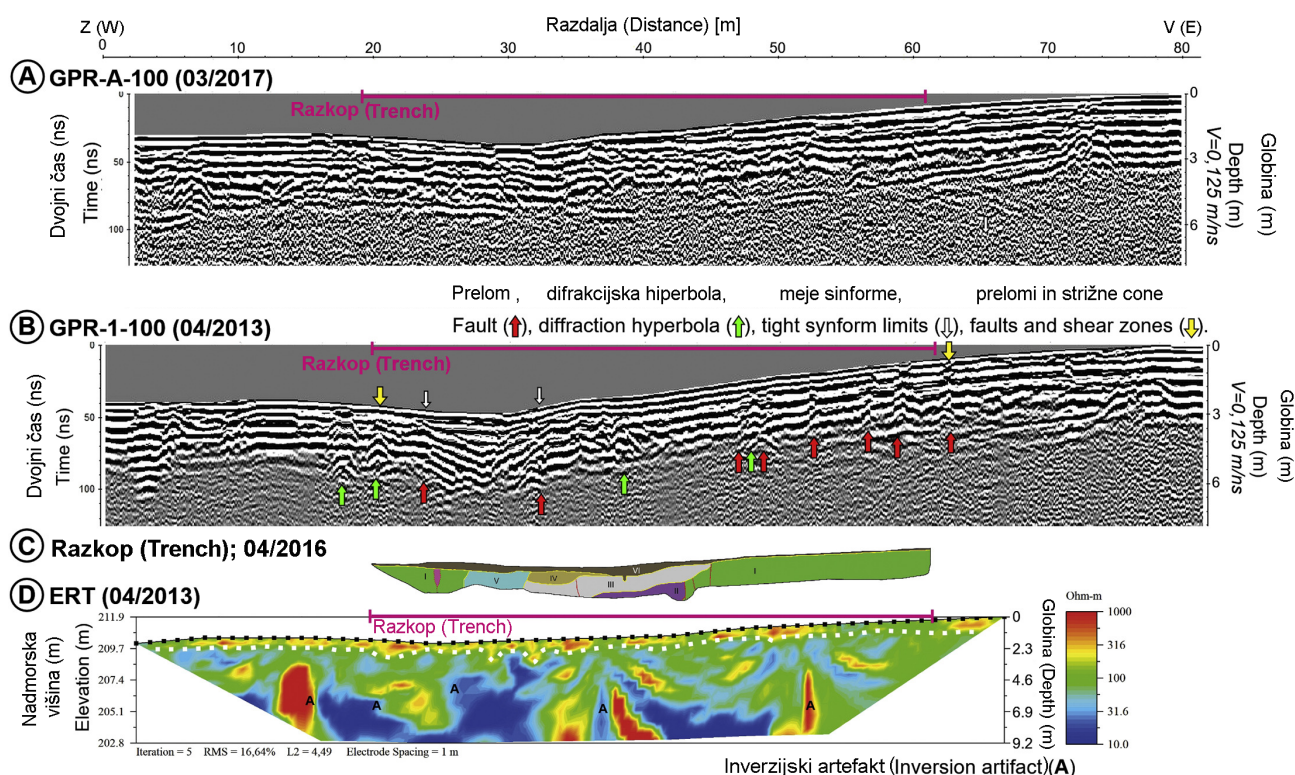 Z (W)
Razdalja (Distance) [m]
V (E)
0 10 20 30 40 50 60 70 80
A GPR-A-100 (03/2017)
Razkop (Trench)
Dvojni čas (ns)
Time (ns)
0
50
100
0
3
6
V=0,125 m/ns
Depth (m)
Globina (m)
Prelom , difrakcijska hiperbola, meje sinforme, prelomi in strižne cone
B GPR-1-100 (04/2013)
Fault (⇧), diffraction hyperbola (⇧), tight synform limits (⇩), faults and shear zones (⇩).
Razkop (Trench)
Dvojni čas (ns)
Time (ns)
0
50
100
0
3
6
V=0,125 m/ns
Depth (m)
Globina (m)
C Razkop (Trench); 04/2016
I V IV III VI II I
D ERT (04/2013)
Razkop (Trench)
Nadmorska višina (m)
Elevation (m)
211.9
209.7
207.4
205.1
202.8
A A A A A
0
2.3
4.6
6.9
9.2
Globina (Depth) (m)
Ohm-m
1000
316
100
31.6
10.0
Iteration = 5 RMS = 16,64% L2 = 4,49 Electrode Spacing = 1 m
Inverzijski artefakt (Inversion artifact)(A)